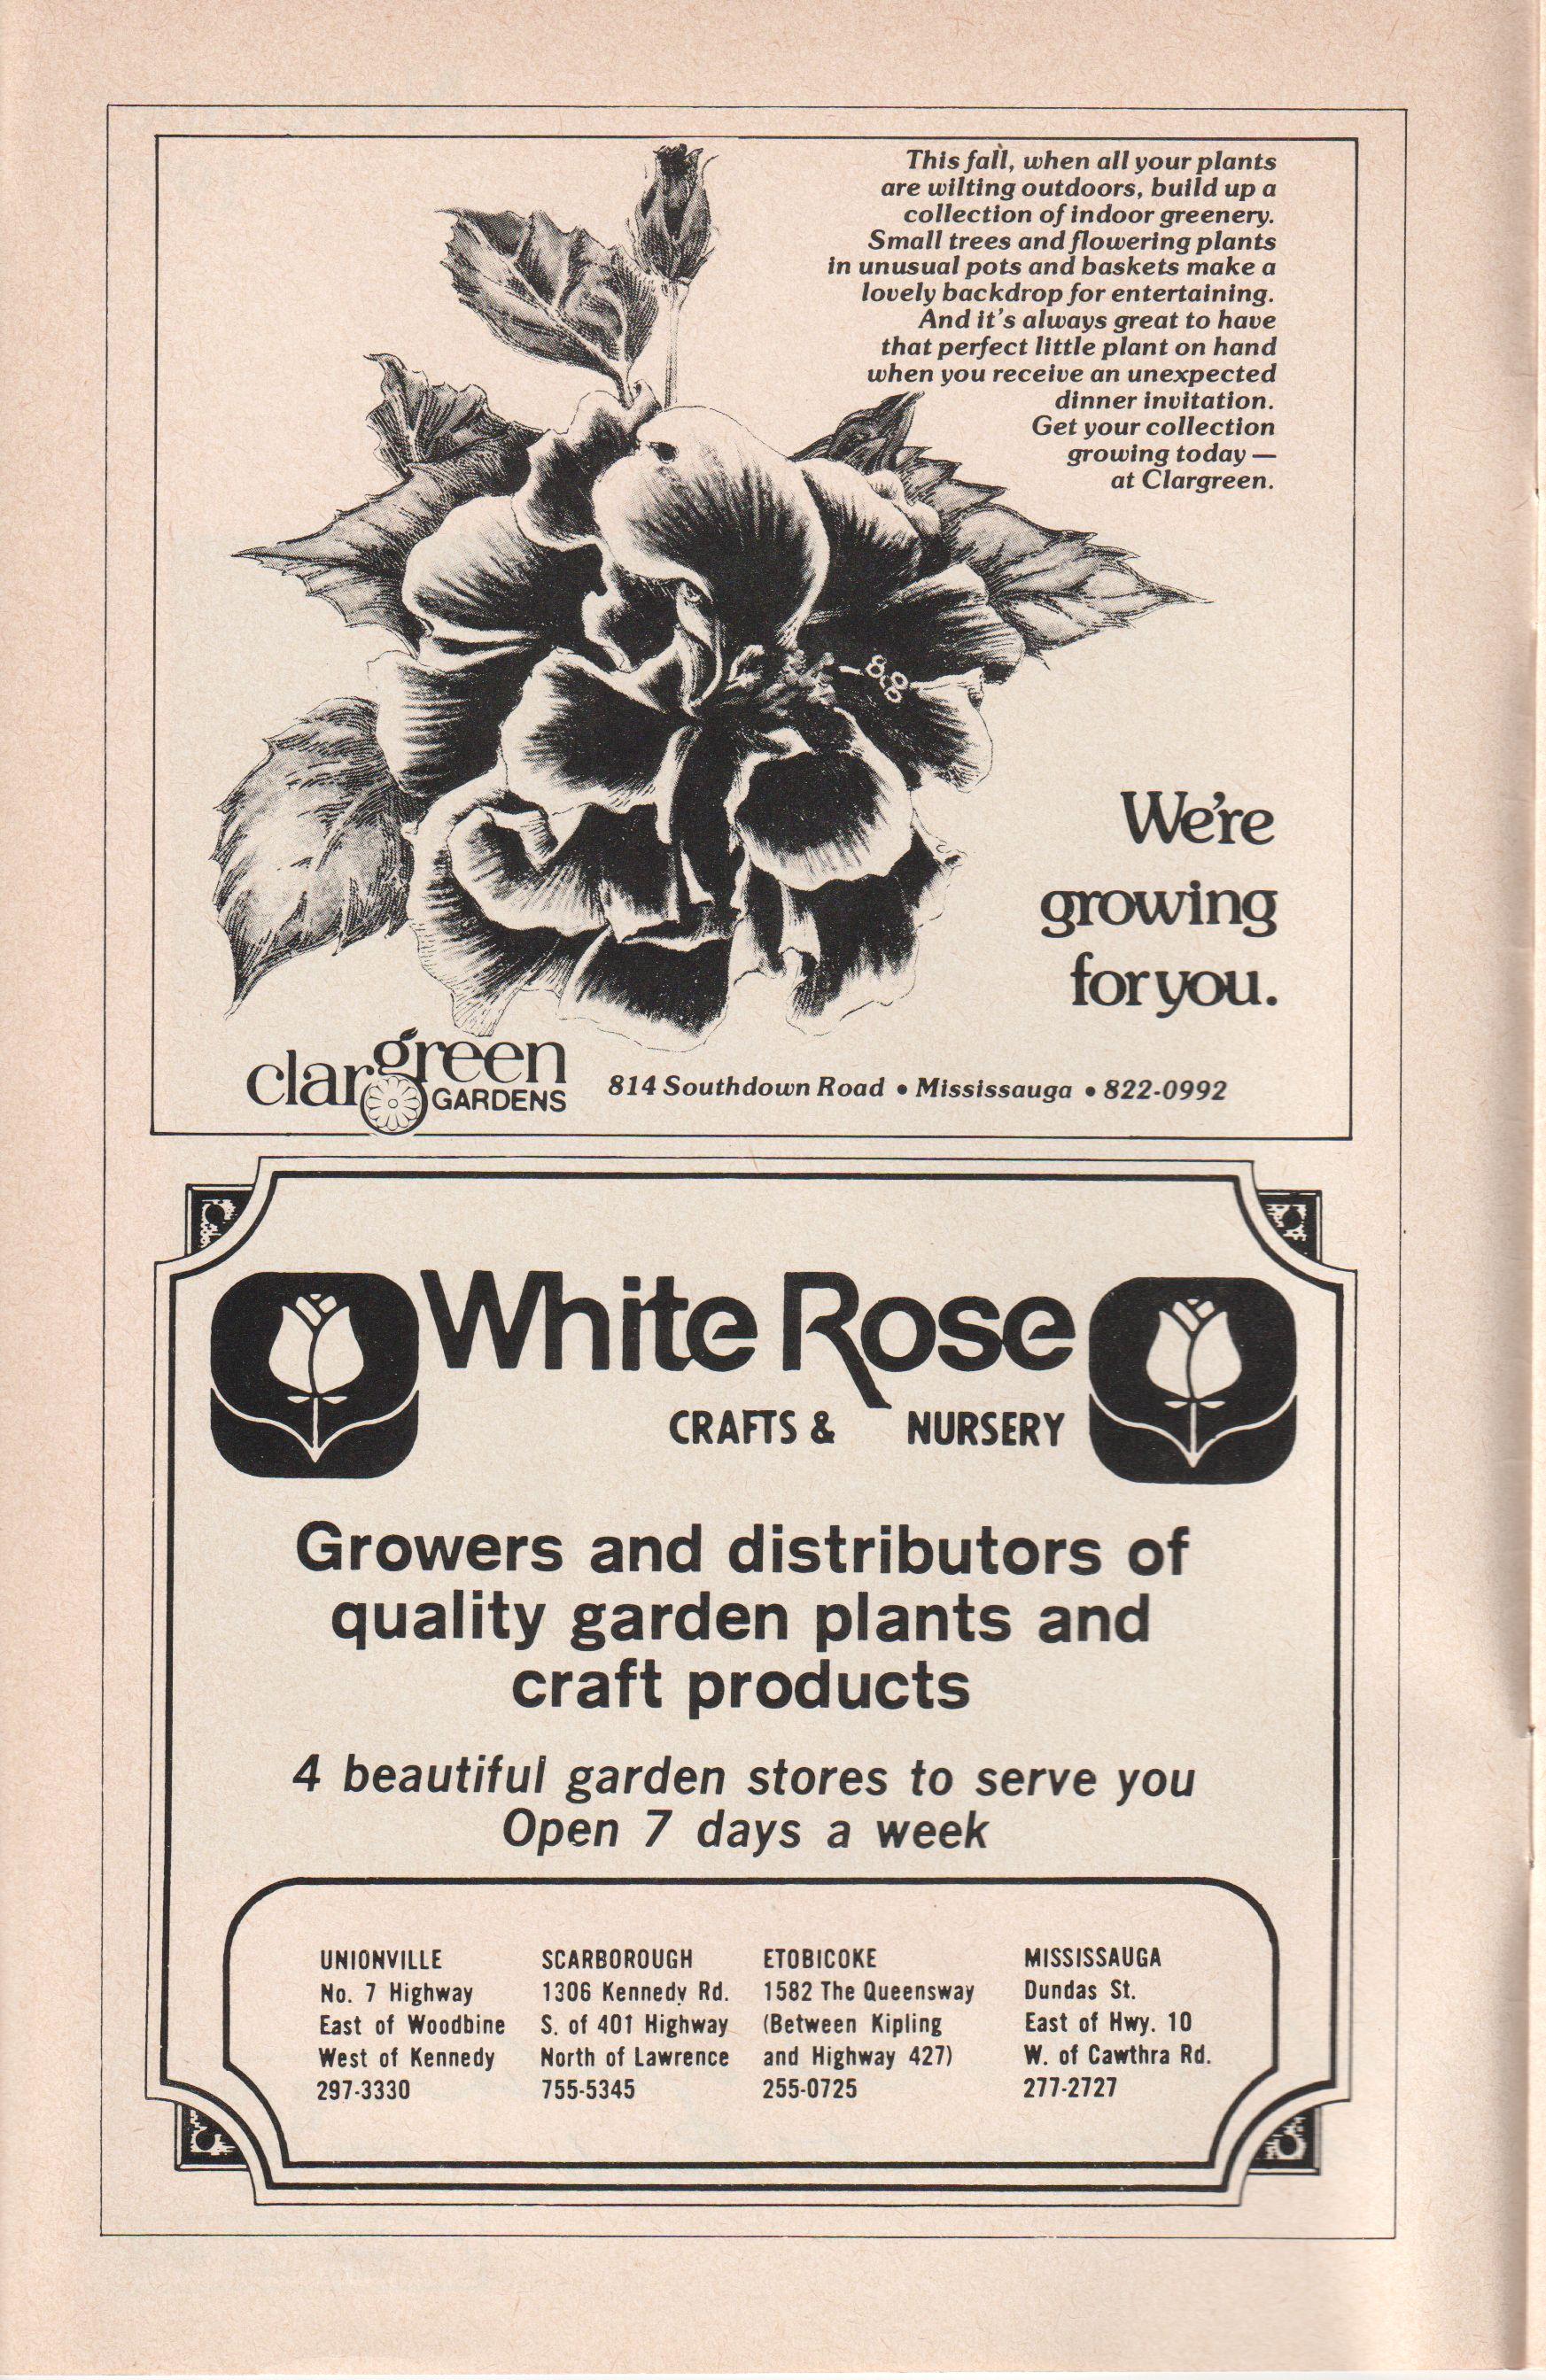 This fall, when all your plants
are wilting outdoors, build up a
collection of indoor greenery.
Small trees and flowering plants
in unusual pots and baskets make a
lovely backdrop for entertaining.
And it's always great to have
that perfect little plant on hand
when you receive an unexpected
dinner invitation.
Get your collection
growing today —
at Clargreen.
We're
growing
for you.
clargreen
GARDENS
814 Southdown Road • Mississauga • 822-0992
White Rose
CRAFTS & NURSERY
Growers and distributors of
quality garden plants and
craft products
4 beautiful garden stores to serve you
Open 7 days a week
UNIONVILLE
No. 7 Highway
East of Woodbine
West of Kennedy
297-3330
SCARBOROUGH
1306 Kennedy Rd.
S. of 401 Highway
North of Lawrence
755-5345
ETOBICOKE
1582 The Queensway
(Between Kipling
and Highway 427)
255-0725
MISSISSAUGA
Dundas St.
East of Hwy. 10
W. of Cawthra Rd.
277-2727